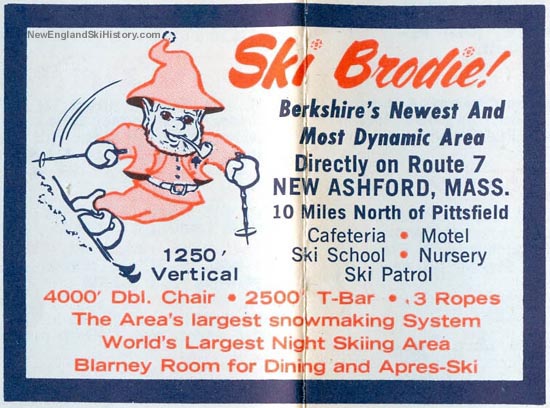 NewEnglandSkiHistory.com
Ski Brodie!
Berkshire's Newest And
Most Dynamic Area
Directly on Route 7
NEW ASHFORD, MASS.
10 Miles North of Pittsfield
Cafeteria • Motel
Ski School • Nursery
Ski Patrol
1250'
Vertical
4000' Dbl. Chair • 2500' T-Bar • 3 Ropes
The Area's largest snowmaking System
World's Largest Night Skiing Area
Blarney Room for Dining and Apres-Ski